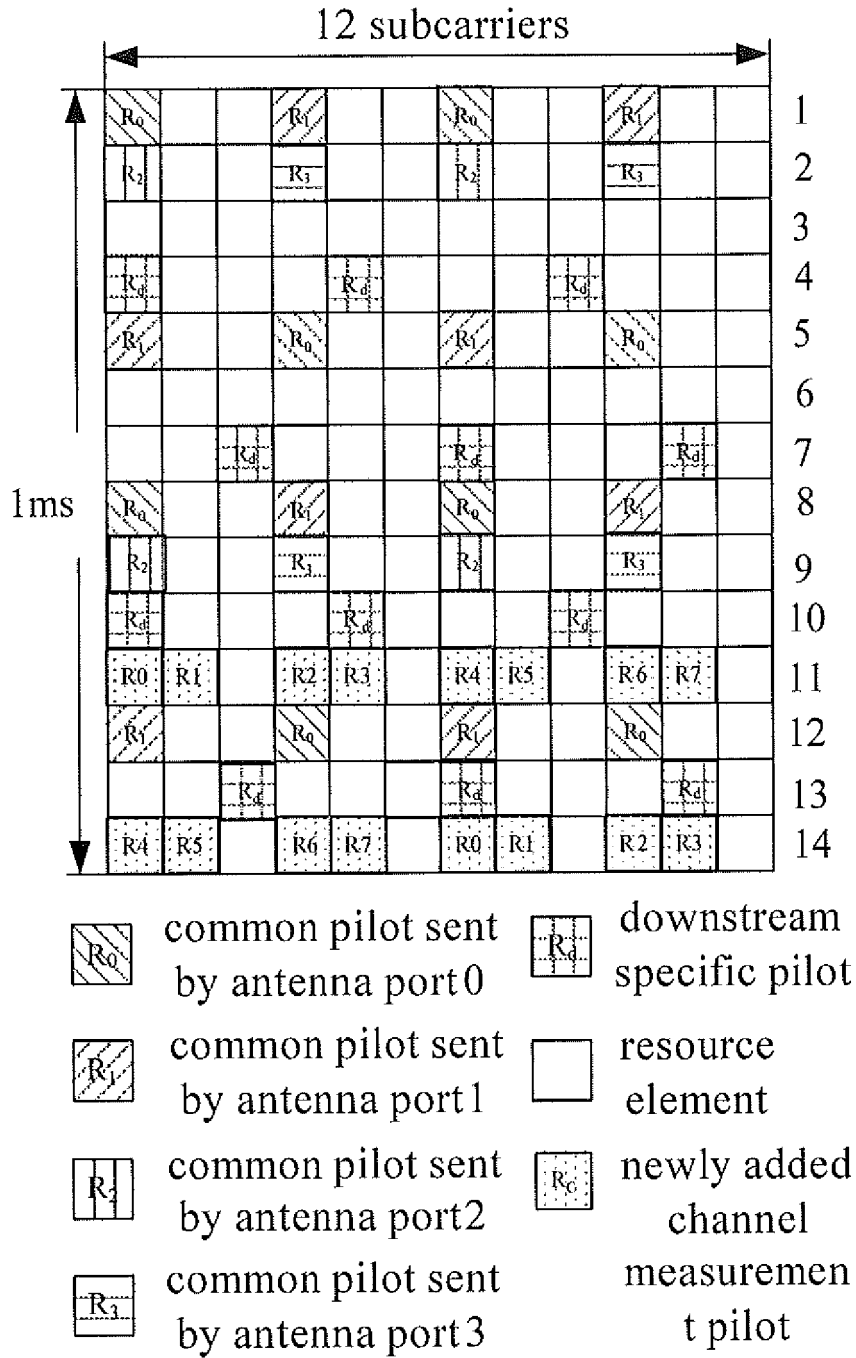 12 subcarriers
R0 R1 R0 R1 1
R2 R3 R2 R3 2
3
Rd Rd Rd 4
R1 R0 R1 R0 5
6
Rd Rd Rd 7
1ms
R0 R1 R0 R1 8
R2 R3 R2 R3 9
Rd Rd Rd 10
R0 R1 R2 R3 R4 R5 R6 R7 11
R1 R0 R1 R0 12
Rd Rd Rd 13
R4 R5 R6 R7 R0 R1 R2 R3 14
R0 common pilot sent
by antenna port0
Rd downstream
specific pilot
R1 common pilot sent
by antenna port1
resource
element
R2 common pilot sent
by antenna port2
RC newly added
channel
measuremen
t pilot
R3 common pilot sent
by antenna port3